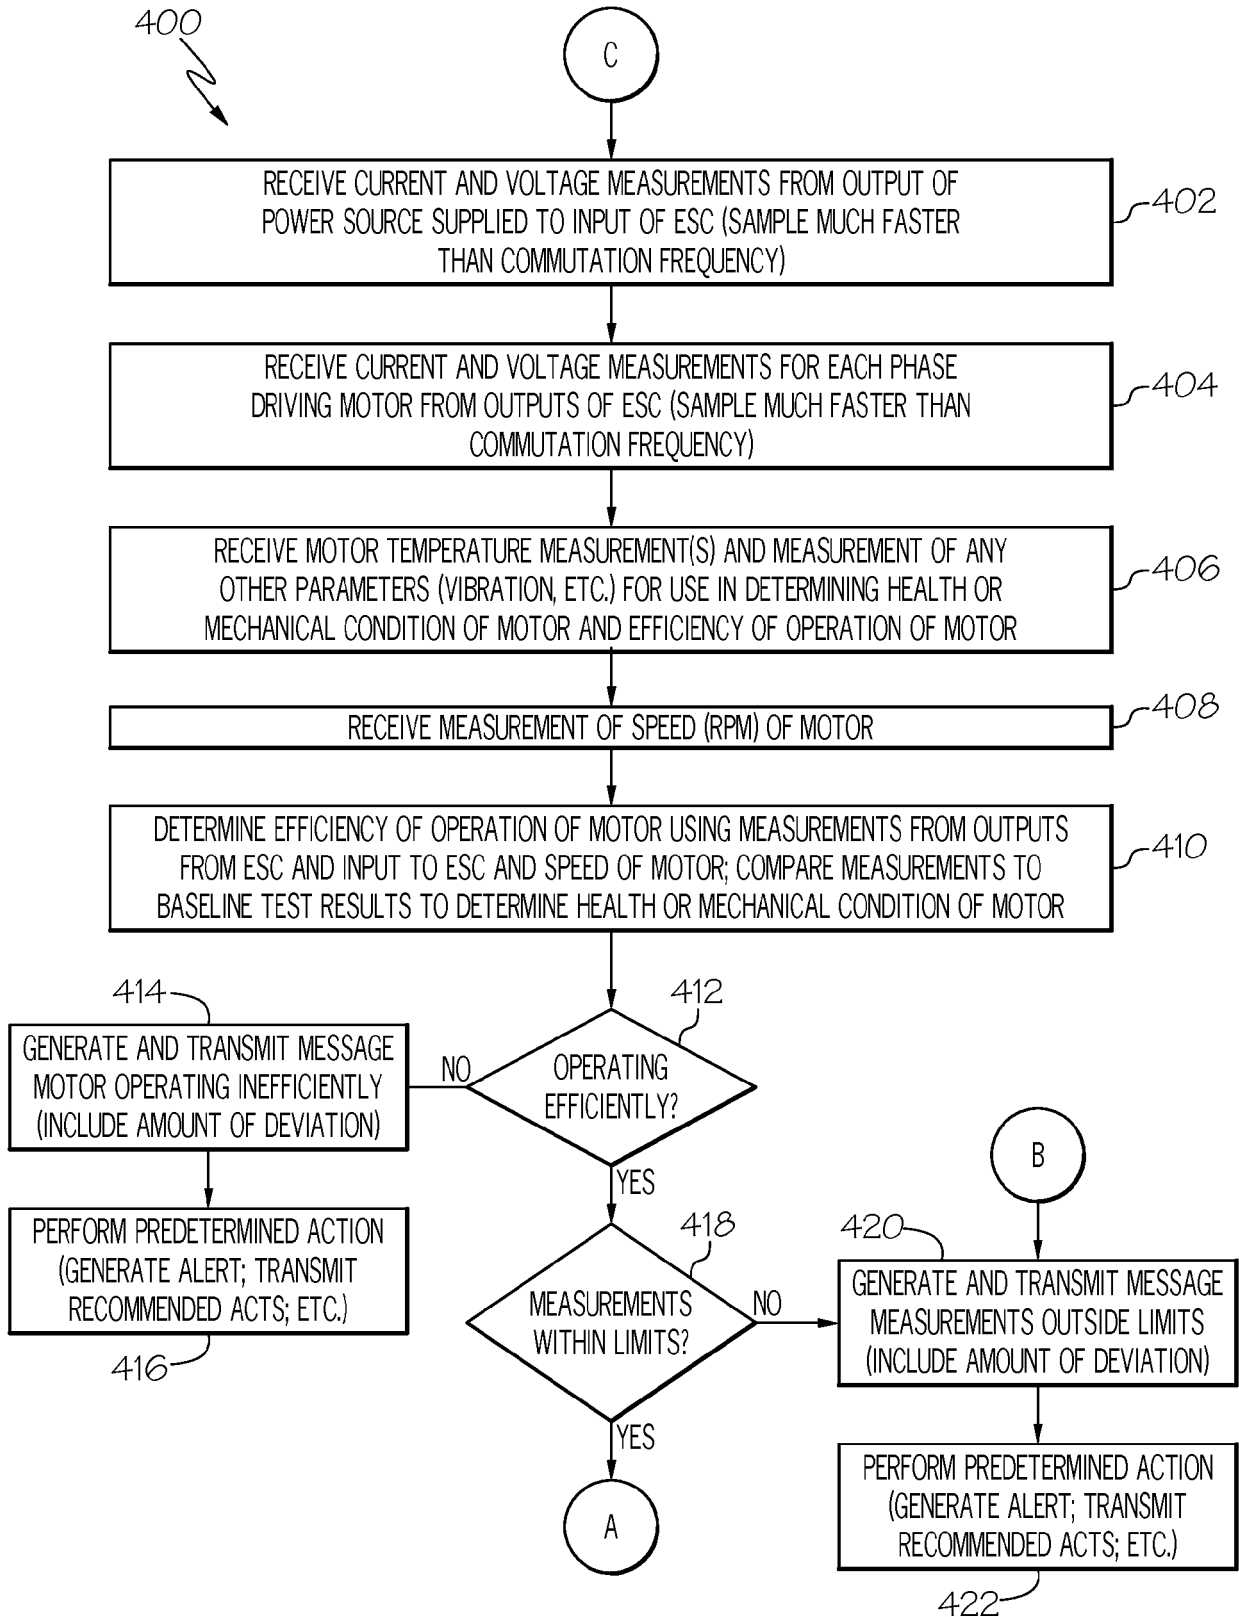 400
C
RECEIVE CURRENT AND VOLTAGE MEASUREMENTS FROM OUTPUT OF
POWER SOURCE SUPPLIED TO INPUT OF ESC (SAMPLE MUCH FASTER
THAN COMMUTATION FREQUENCY)
402
RECEIVE CURRENT AND VOLTAGE MEASUREMENTS FOR EACH PHASE
DRIVING MOTOR FROM OUTPUTS OF ESC (SAMPLE MUCH FASTER THAN
COMMUTATION FREQUENCY)
404
RECEIVE MOTOR TEMPERATURE MEASUREMENT(S) AND MEASUREMENT OF ANY
OTHER PARAMETERS (VIBRATION, ETC.) FOR USE IN DETERMINING HEALTH OR
MECHANICAL CONDITION OF MOTOR AND EFFICIENCY OF OPERATION OF MOTOR
406
RECEIVE MEASUREMENT OF SPEED (RPM) OF MOTOR
408
DETERMINE EFFICIENCY OF OPERATION OF MOTOR USING MEASUREMENTS FROM OUTPUTS
FROM ESC AND INPUT TO ESC AND SPEED OF MOTOR; COMPARE MEASUREMENTS TO
BASELINE TEST RESULTS TO DETERMINE HEALTH OR MECHANICAL CONDITION OF MOTOR
410
412
OPERATING
EFFICIENTLY?
NO
YES
414
GENERATE AND TRANSMIT MESSAGE
MOTOR OPERATING INEFFICIENTLY
(INCLUDE AMOUNT OF DEVIATION)
PERFORM PREDETERMINED ACTION
(GENERATE ALERT; TRANSMIT
RECOMMENDED ACTS; ETC.)
416
418
MEASUREMENTS
WITHIN LIMITS?
NO
YES
A
B
420
GENERATE AND TRANSMIT MESSAGE
MEASUREMENTS OUTSIDE LIMITS
(INCLUDE AMOUNT OF DEVIATION)
PERFORM PREDETERMINED ACTION
(GENERATE ALERT; TRANSMIT
RECOMMENDED ACTS; ETC.)
422